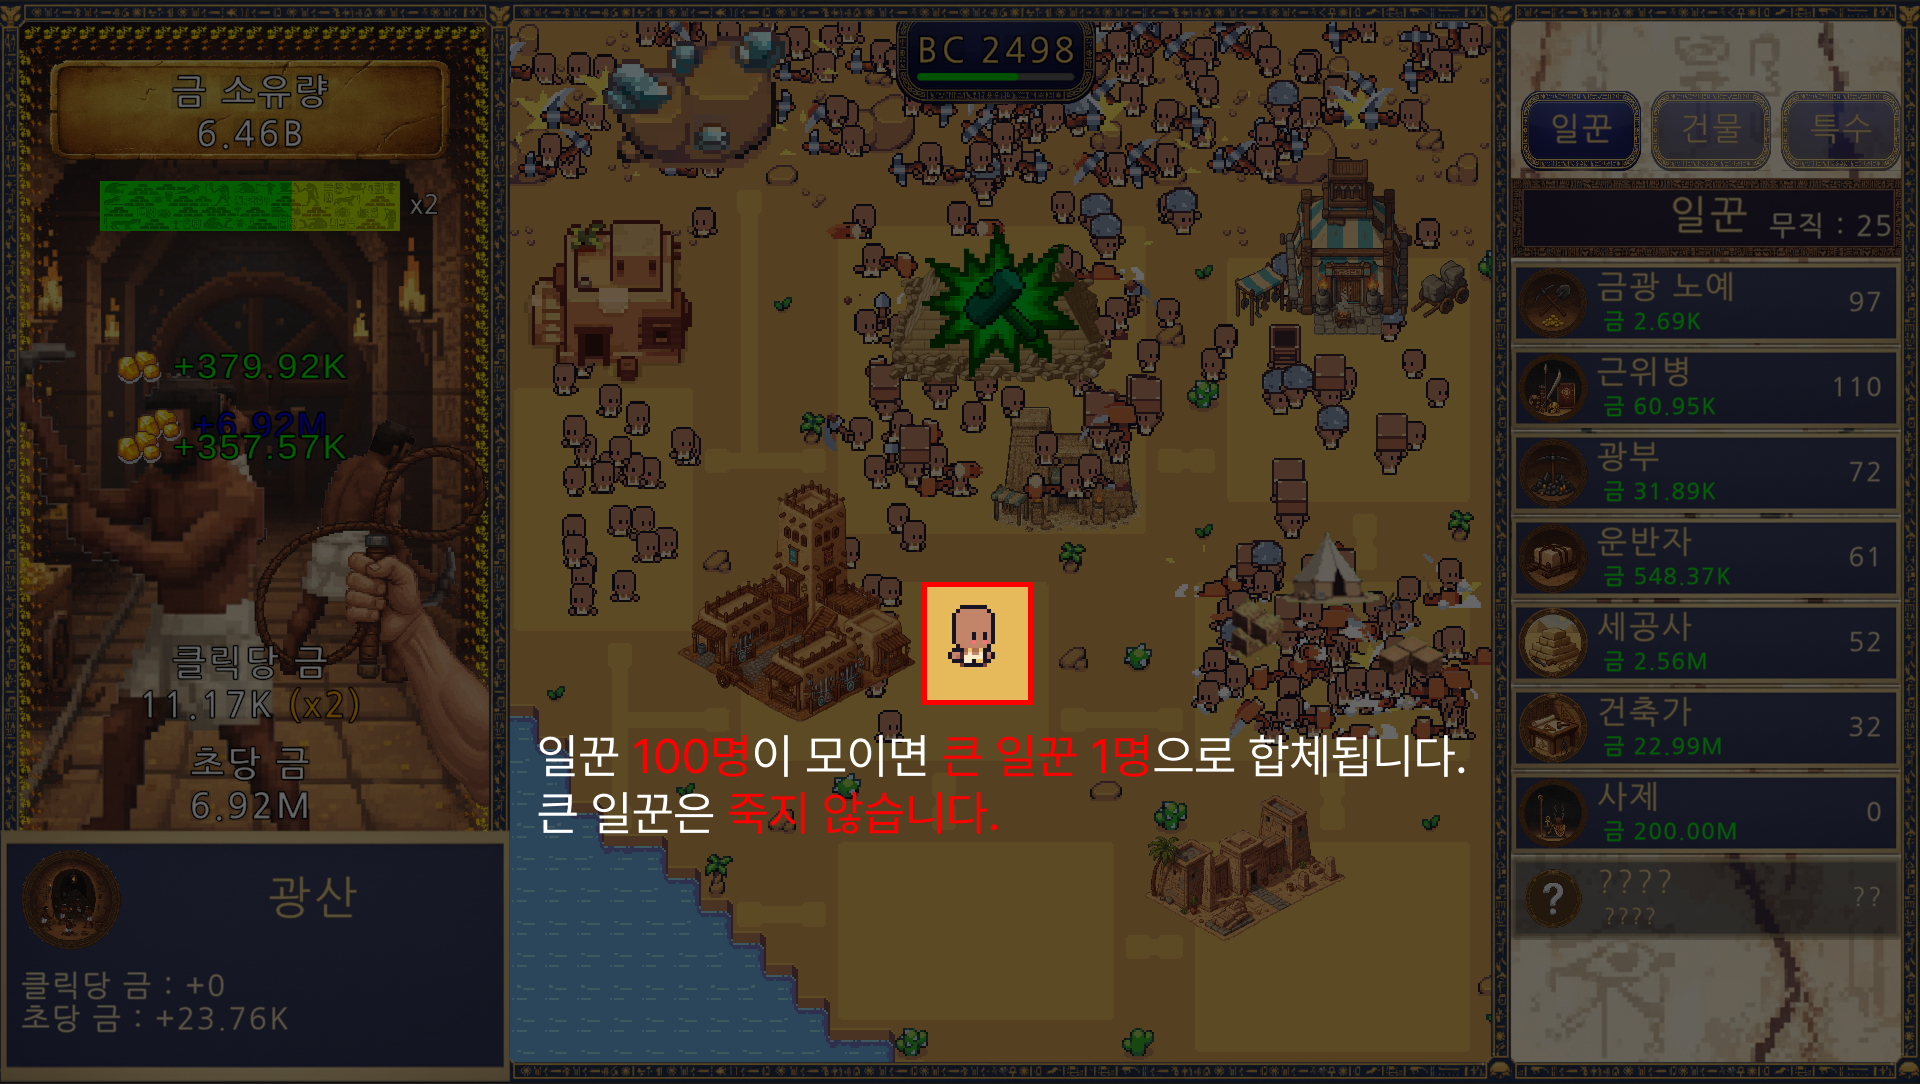 금 소유량
6.46B
x2
+379.92K
+6.92M
+357.57K
클릭당 금
11.17K (x2)
초당 금
6.92M
광산
클릭당 금 : +0
초당 금 : +23.76K
BC 2498
일꾼 100명이 모이면 큰 일꾼 1명으로 합체됩니다.
큰 일꾼은 죽지 않습니다.
일꾼 건물 특수
일꾼 무직 : 25
금광 노예 97
금 2.69K
근위병 110
금 60.95K
광부 72
금 31.89K
운반자 61
금 548.37K
세공사 52
금 2.56M
건축가 32
금 22.99M
사제 0
금 200.00M
? ???? ??
????